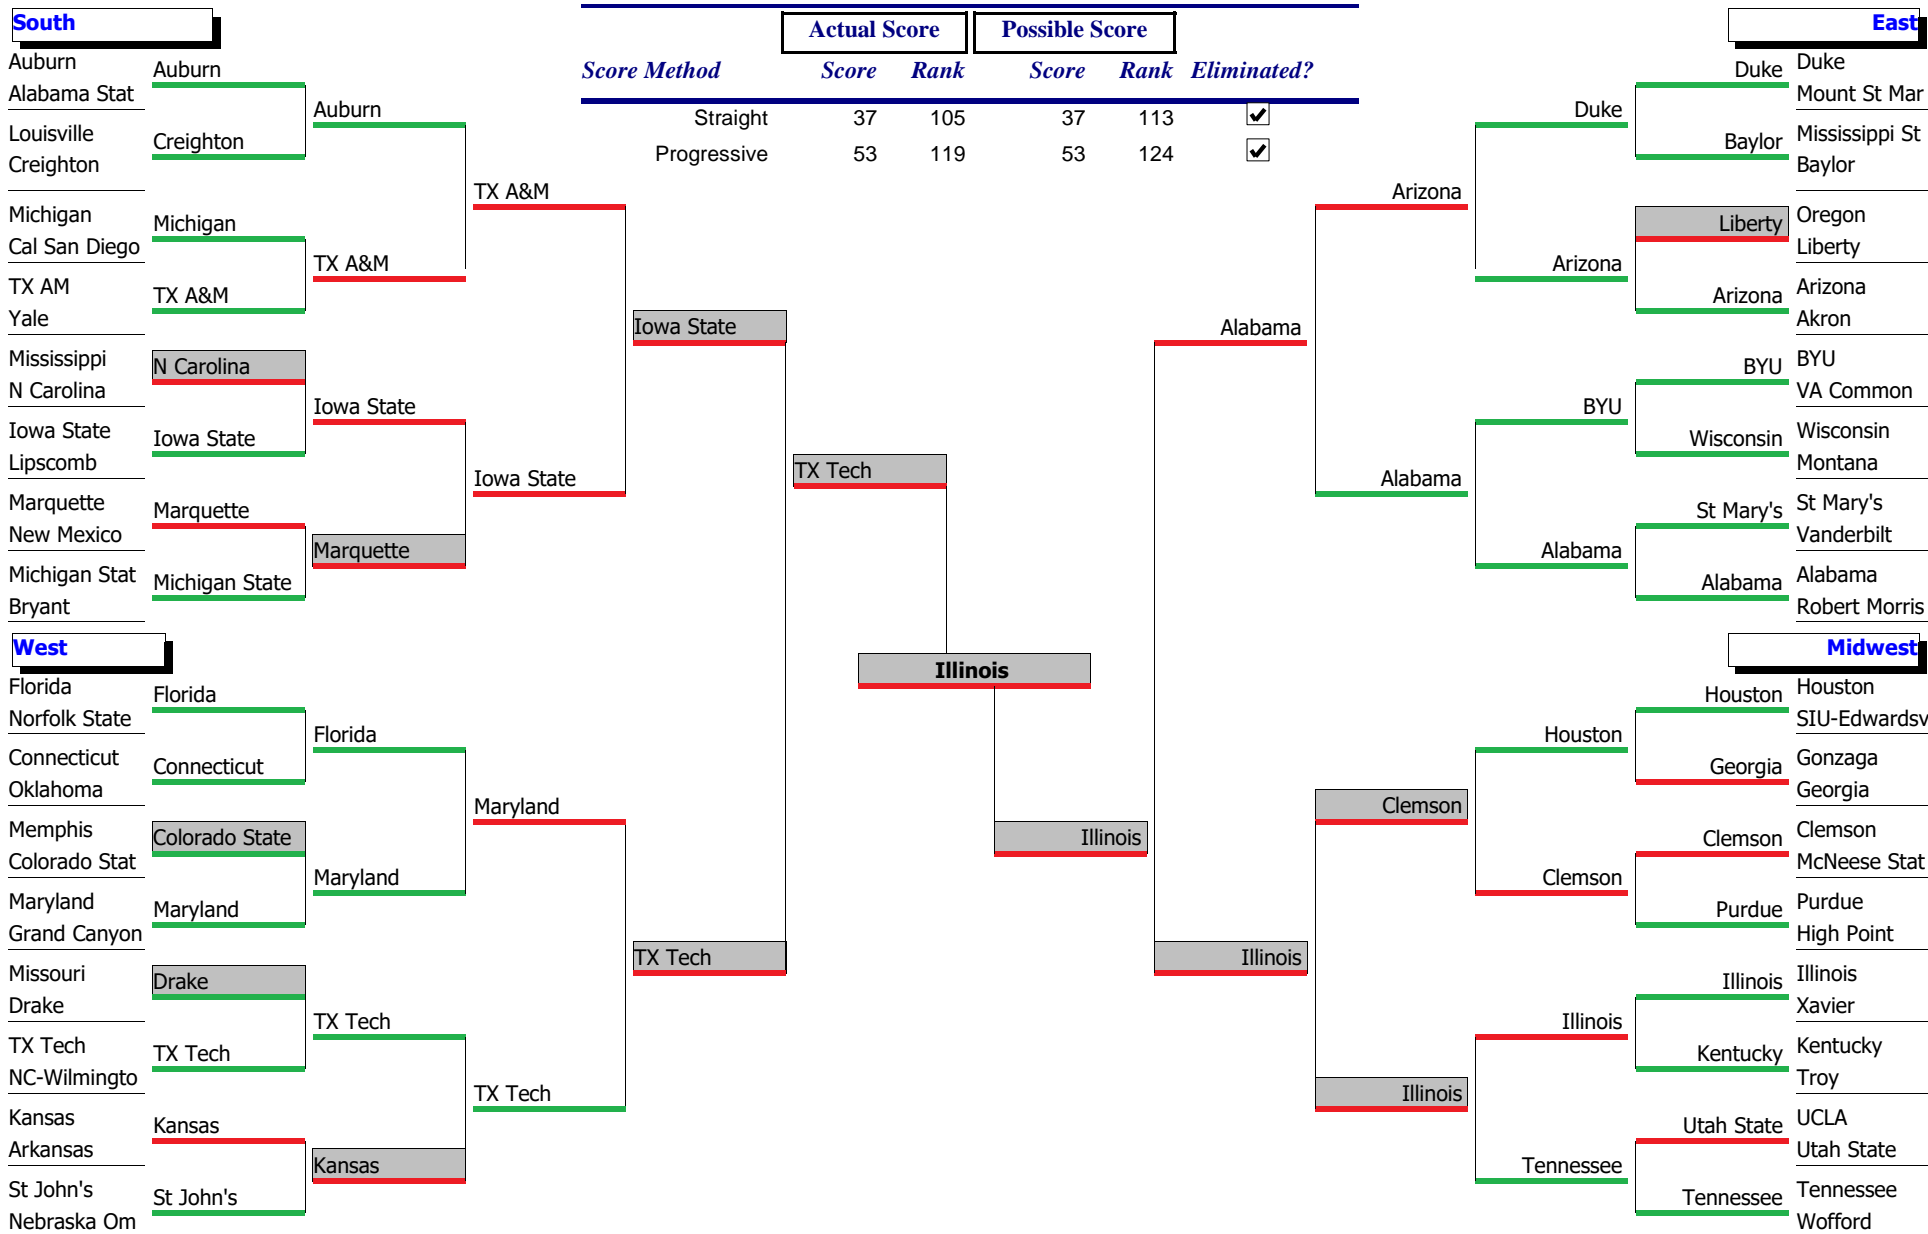 South
Auburn
Alabama Stat
Louisville
Creighton
Michigan
Cal San Diego
TX AM
Yale
Mississippi
N Carolina
Iowa State
Lipscomb
Marquette
New Mexico
Michigan Stat
Bryant
Auburn
Creighton
Michigan
TX A&M
N Carolina
Iowa State
Marquette
Michigan State
Auburn
TX A&M
Iowa State
Marquette
TX A&M
Iowa State
Iowa State
West
Florida
Norfolk State
Connecticut
Oklahoma
Memphis
Colorado Stat
Maryland
Grand Canyon
Missouri
Drake
TX Tech
NC-Wilmingto
Kansas
Arkansas
St John's
Nebraska Om
Florida
Connecticut
Colorado State
Maryland
Drake
TX Tech
Kansas
St John's
Florida
Maryland
TX Tech
Kansas
Maryland
TX Tech
TX Tech
Actual Score Possible Score
Score Method Score Rank Score Rank Eliminated?
Straight 37 105 37 113
Progressive 53 119 53 124
TX Tech
Illinois
Illinois
East
Duke
Mount St Mar
Mississippi St
Baylor
Oregon
Liberty
Arizona
Akron
BYU
VA Common
Wisconsin
Montana
St Mary's
Vanderbilt
Alabama
Robert Morris
Duke
Baylor
Liberty
Arizona
BYU
Wisconsin
St Mary's
Alabama
Duke
Arizona
BYU
Alabama
Arizona
Alabama
Alabama
Midwest
Houston
SIU-Edwardsv
Gonzaga
Georgia
Clemson
McNeese Stat
Purdue
High Point
Illinois
Xavier
Kentucky
Troy
UCLA
Utah State
Tennessee
Wofford
Houston
Georgia
Clemson
Purdue
Illinois
Kentucky
Utah State
Tennessee
Houston
Clemson
Illinois
Tennessee
Clemson
Illinois
Illinois